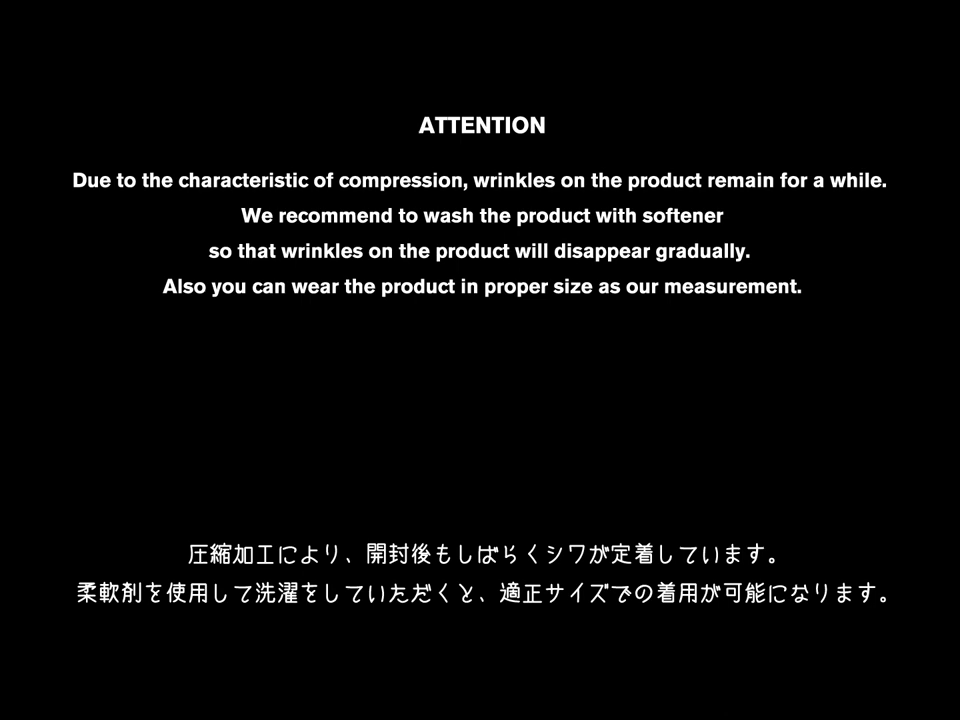 ATTENTION
Due to the characteristic of compression, wrinkles on the product remain for a while.
We recommend to wash the product with softener
so that wrinkles on the product will disappear gradually.
Also you can wear the product in proper size as our measurement.
圧縮加工により、開封後もしばらくシワが定着しています。
柔軟剤を使用して洗濯をしていただくと、適正サイズでの着用が可能になります。